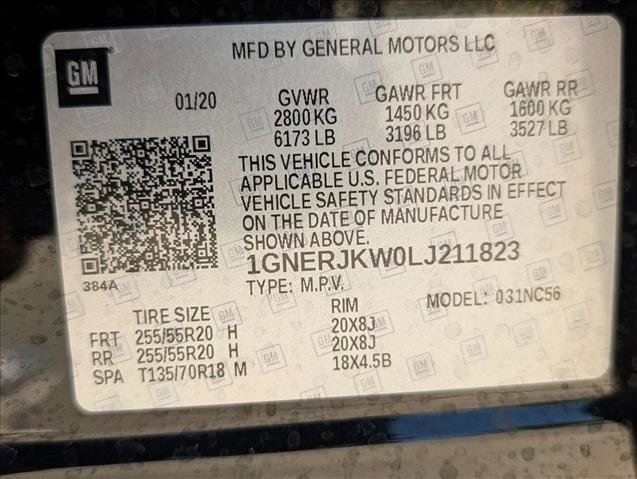 GM
MFD BY GENERAL MOTORS LLC
01/20
GVWR GAWR FRT GAWR RR
2800 KG 1450 KG 1600 KG
6173 LB 3196 LB 3527 LB
THIS VEHICLE CONFORMS TO ALL
APPLICABLE U.S. FEDERAL MOTOR
VEHICLE SAFETY STANDARDS IN EFFECT
ON THE DATE OF MANUFACTURE
SHOWN ABOVE.
1GNERJKW0LJ211823
384A
TYPE: M.P.V. MODEL: 031NC56
TIRE SIZE RIM
FRT 255/55R20 H 20X8J
RR 255/55R20 H 20X8J
SPA T135/70R18 M 18X4.5B